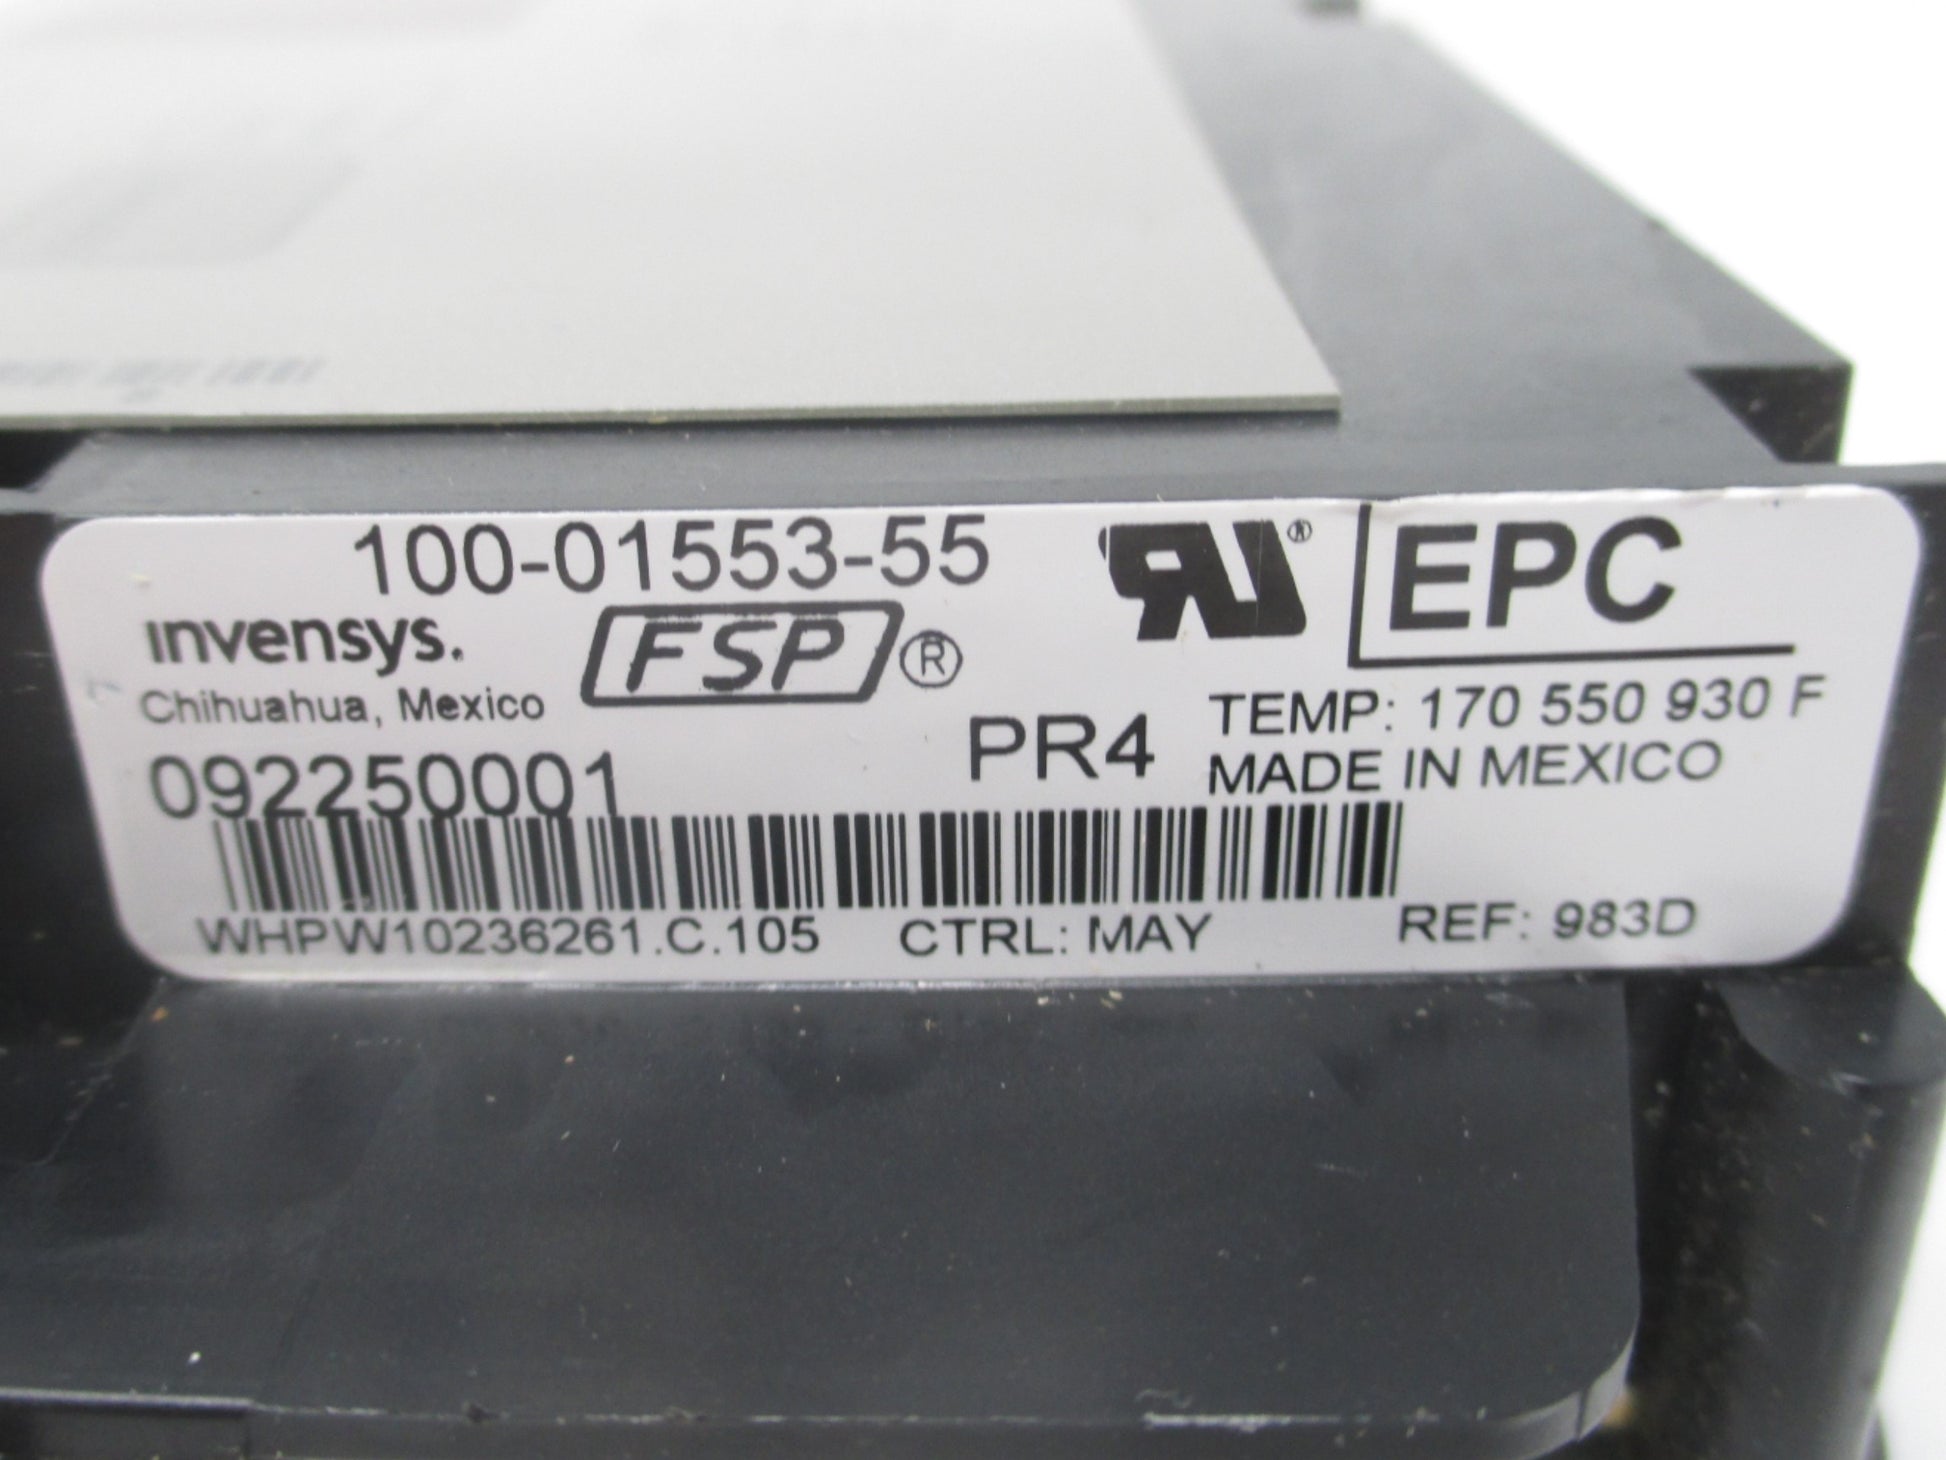 100-01553-55
invensys.
FSP®
Chihuahua, Mexico
092250001
PR4
®
EPC
TEMP: 170 550 930 F
MADE IN MEXICO
WHPW10236261.C.105 CTRL: MAY REF: 983D